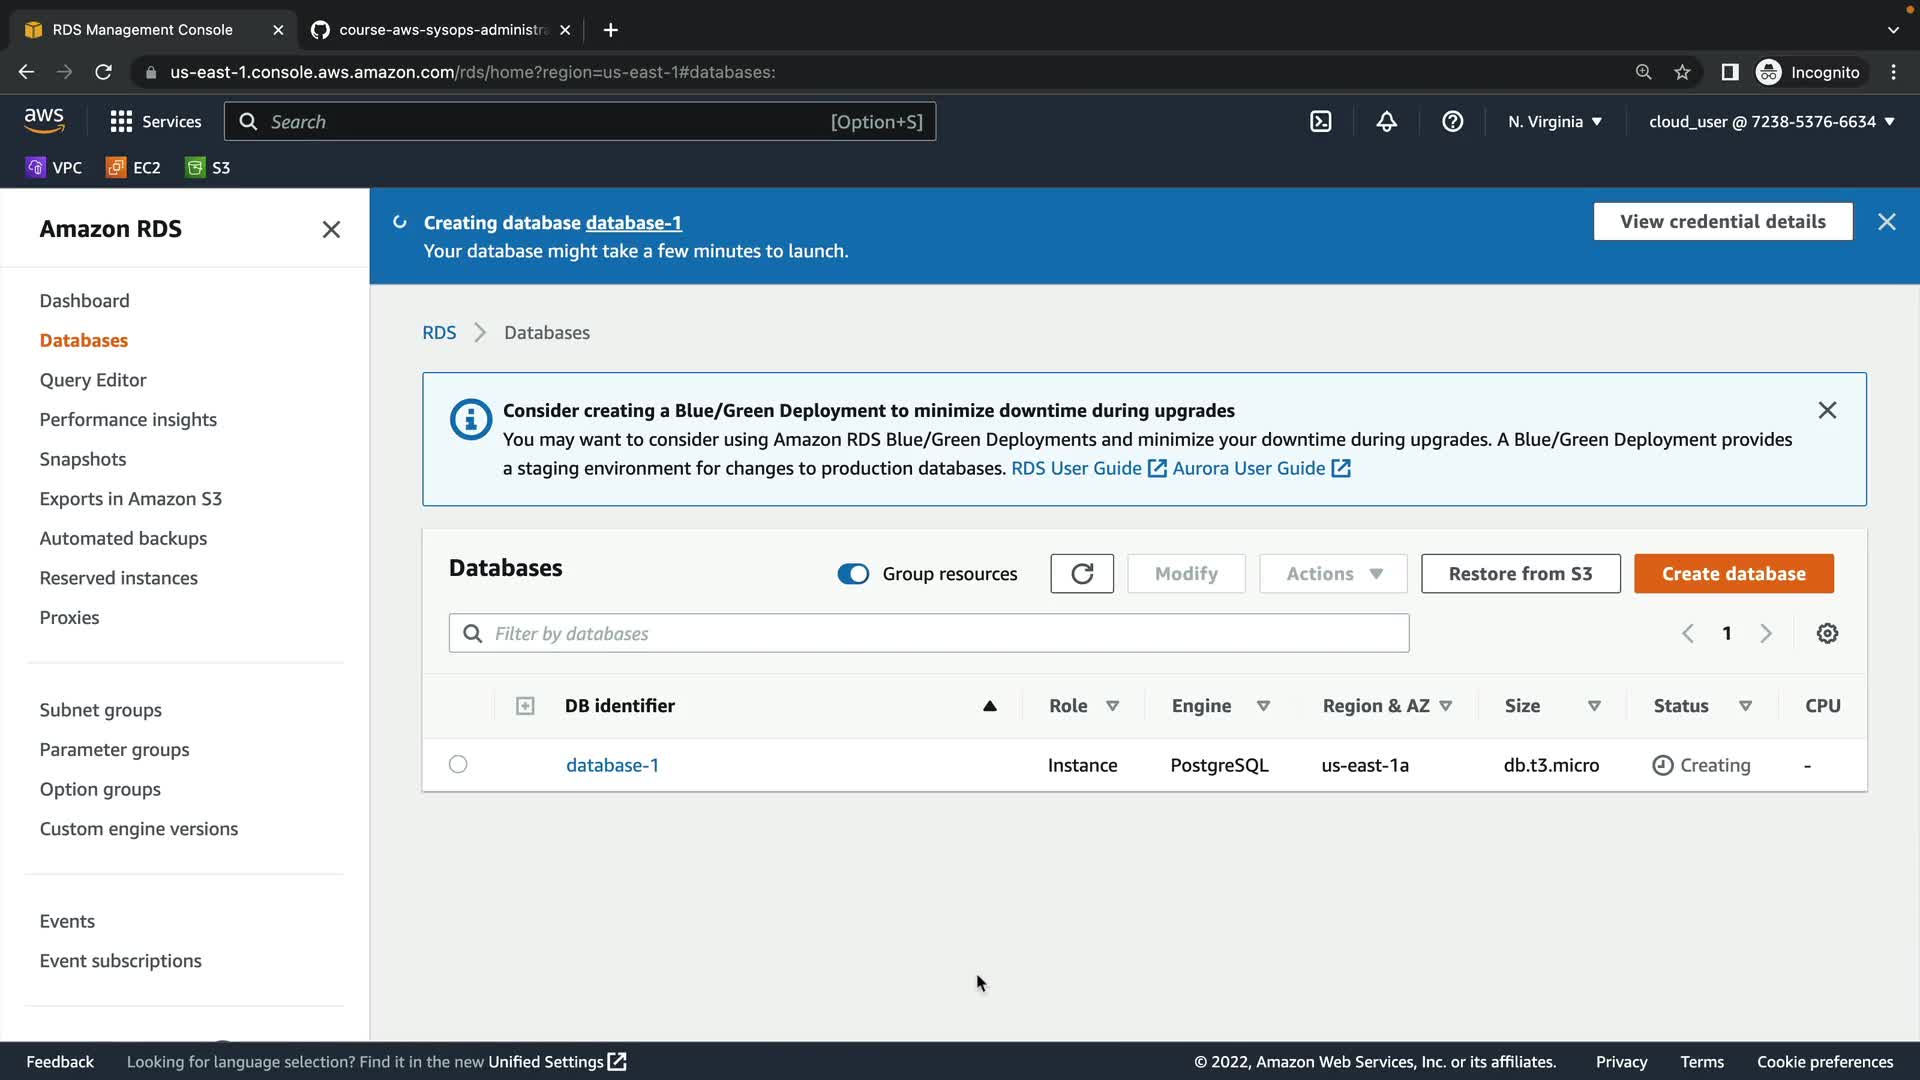 RDS Management Console
course-aws-sysops-administra
us-east-1.console.aws.amazon.com/rds/home?region=us-east-1#databases:
Incognito
aws
Services
Search
[Option+S]
N. Virginia
cloud_user @ 7238-5376-6634
VPC
EC2
S3
Amazon RDS
Dashboard
Databases
Query Editor
Performance insights
Snapshots
Exports in Amazon S3
Automated backups
Reserved instances
Proxies
Subnet groups
Parameter groups
Option groups
Custom engine versions
Events
Event subscriptions
Creating database database-1
Your database might take a few minutes to launch.
View credential details
RDS > Databases
Consider creating a Blue/Green Deployment to minimize downtime during upgrades
You may want to consider using Amazon RDS Blue/Green Deployments and minimize your downtime during upgrades. A Blue/Green Deployment provides
a staging environment for changes to production databases. RDS User Guide Aurora User Guide
Databases
Group resources
Modify
Actions
Restore from S3
Create database
Filter by databases
1
DB identifier Role Engine Region & AZ Size Status CPU
database-1 Instance PostgreSQL us-east-1a db.t3.micro Creating -
Feedback
Looking for language selection? Find it in the new Unified Settings
© 2022, Amazon Web Services, Inc. or its affiliates.
Privacy
Terms
Cookie preferences